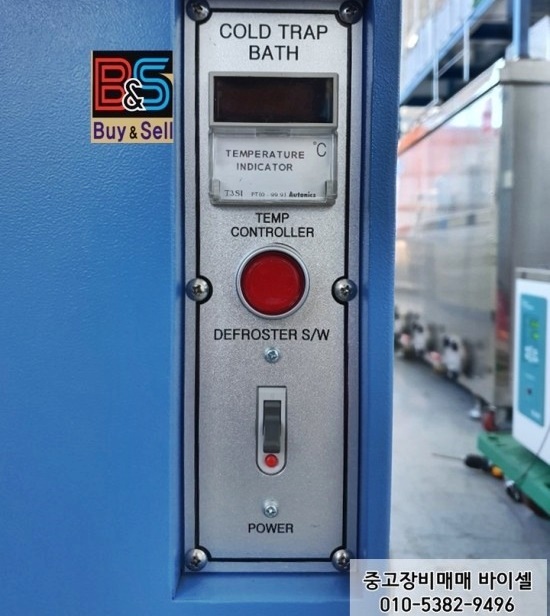 COLD TRAP
BATH
B&S
Buy & Sell
TEMPERATURE °C
INDICATOR
T3S1 Autonics
TEMP
CONTROLLER
DEFROSTER S/W
POWER
중고장비매매 바이셀
010-5382-9496